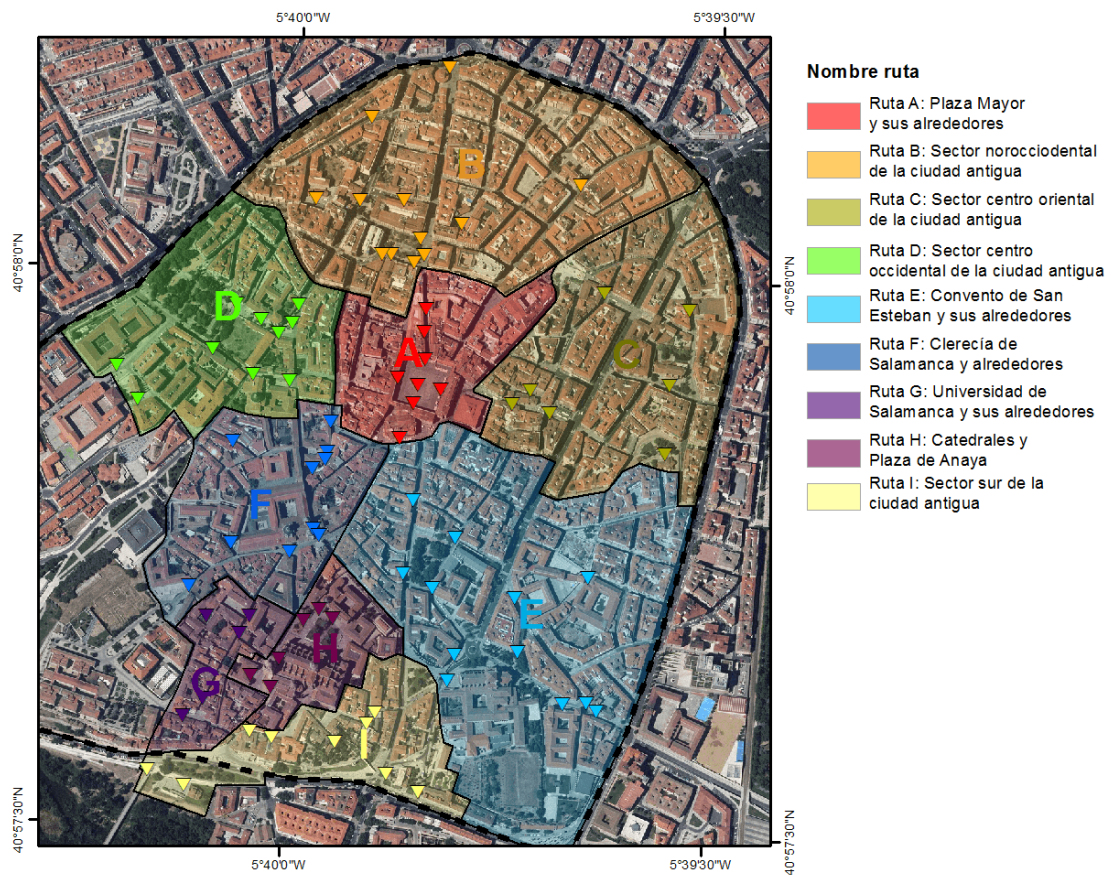 5°40'0"W
5°39'30"W
40°58'0"N
40°58'0"N
40°57'30"N
40°57'30"N
5°40'0"W
5°39'30"W
B
D
A
C
F
E
H
G
I
Nombre ruta
Ruta A: Plaza Mayor
y sus alrededores
Ruta B: Sector norocciodental
de la ciudad antigua
Ruta C: Sector centro oriental
de la ciudad antigua
Ruta D: Sector centro
occidental de la ciudad antigua
Ruta E: Convento de San
Esteban y sus alrededores
Ruta F: Clerecía de
Salamanca y alrededores
Ruta G: Universidad de
Salamanca y sus alrededores
Ruta H: Catedrales y
Plaza de Anaya
Ruta I: Sector sur de la
ciudad antigua